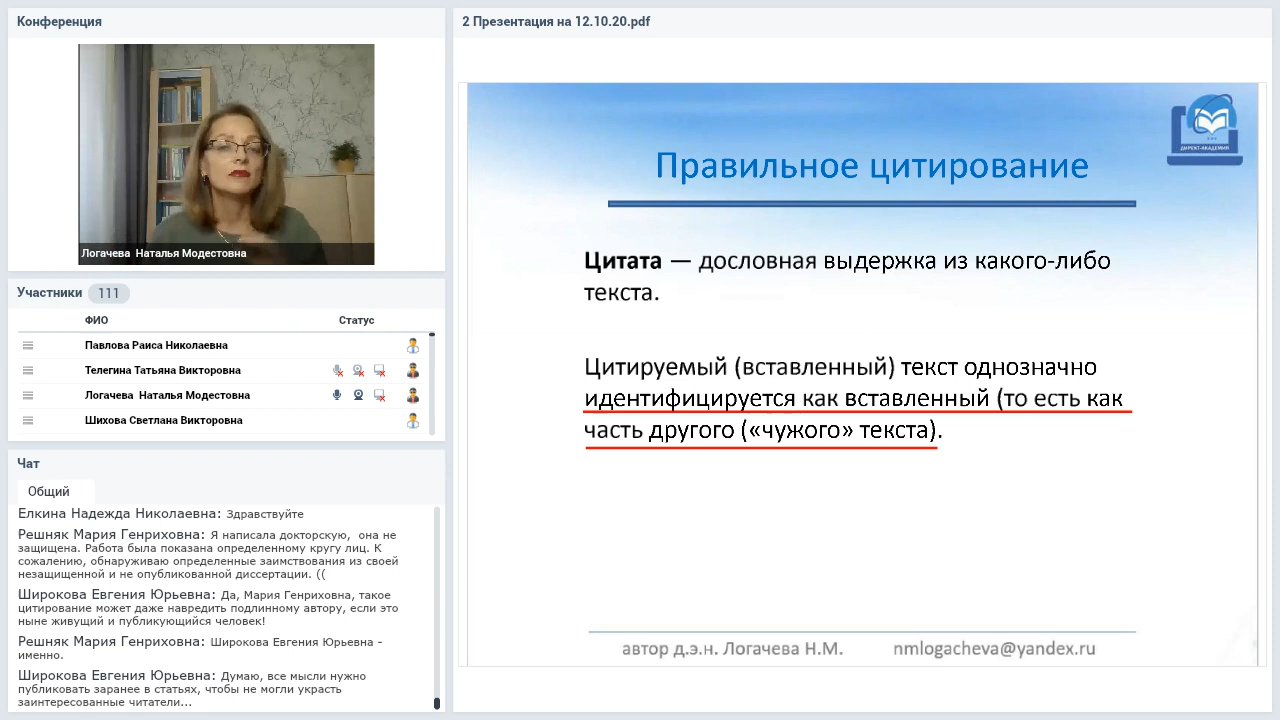 Конференция
Логачева Наталья Модестовна
Участники 111
ФИО Статус
Павлова Раиса Николаевна
Телегина Татьяна Викторовна
Логачева Наталья Модестовна
Шихова Светлана Викторовна
Чат
Общий
Елкина Надежда Николаевна: Здравствуйте
Решняк Мария Генриховна: Я написала докторскую, она не
защищена. Работа была показана определенному кругу лиц. К
сожалению, обнаруживаю определенные заимствования из своей
незащищенной и не опубликованной диссертации. ((
Широкова Евгения Юрьевна: Да, Мария Генриховна, такое
цитирование может даже навредить подлинному автору, если это
ныне живущий и публикующийся человек!
Решняк Мария Генриховна: Широкова Евгения Юрьевна -
именно.
Широкова Евгения Юрьевна: Думаю, все мысли нужно
публиковать заранее в статьях, чтобы не могли украсть
заинтересованные читатели...
2 Презентация на 12.10.20.pdf
ДИРЕКТ-АКАДЕМИЯ
Правильное цитирование
Цитата — дословная выдержка из какого-либо
текста.
Цитируемый (вставленный) текст однозначно
идентифицируется как вставленный (то есть как
часть другого («чужого» текста).
автор д.э.н. Логачева Н.М. nmlogacheva@yandex.ru